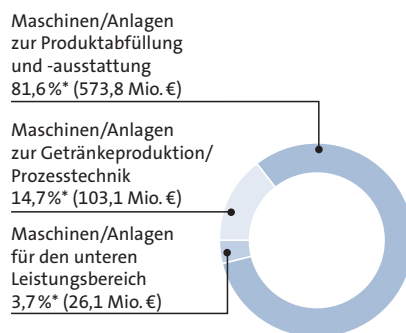 Maschinen/Anlagen
zur Produktabfüllung
und -ausstattung
81,6%* (573,8 Mio. €)
Maschinen/Anlagen
zur Getränkeproduktion/
Prozesstechnik
14,7%* (103,1 Mio. €)
Maschinen/Anlagen
für den unteren
Leistungsbereich
3,7%* (26,1 Mio. €)